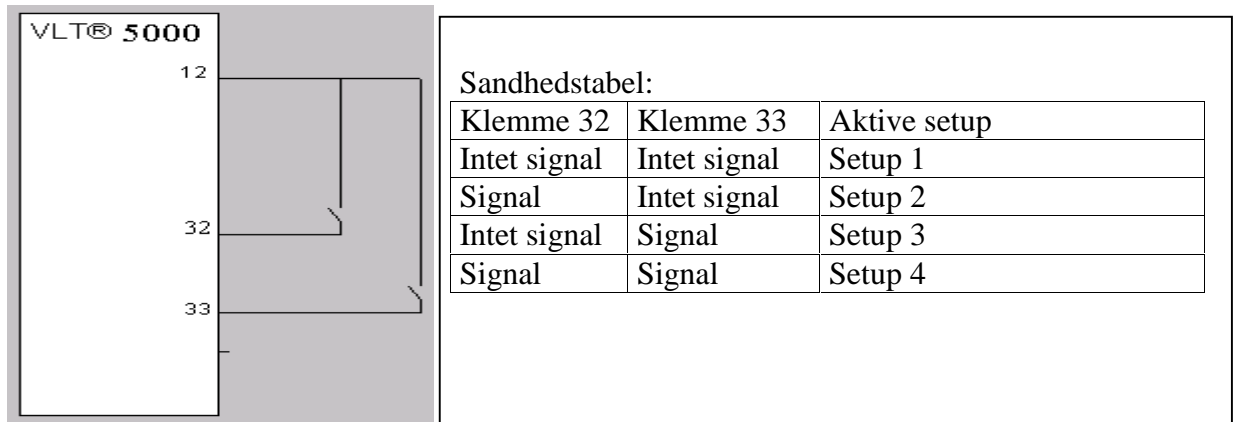 VLT® 5000
12
32
33
Sandhedstabel:
Klemme 32 Klemme 33 Aktive setup
Intet signal Intet signal Setup 1
Signal Intet signal Setup 2
Intet signal Signal Setup 3
Signal Signal Setup 4